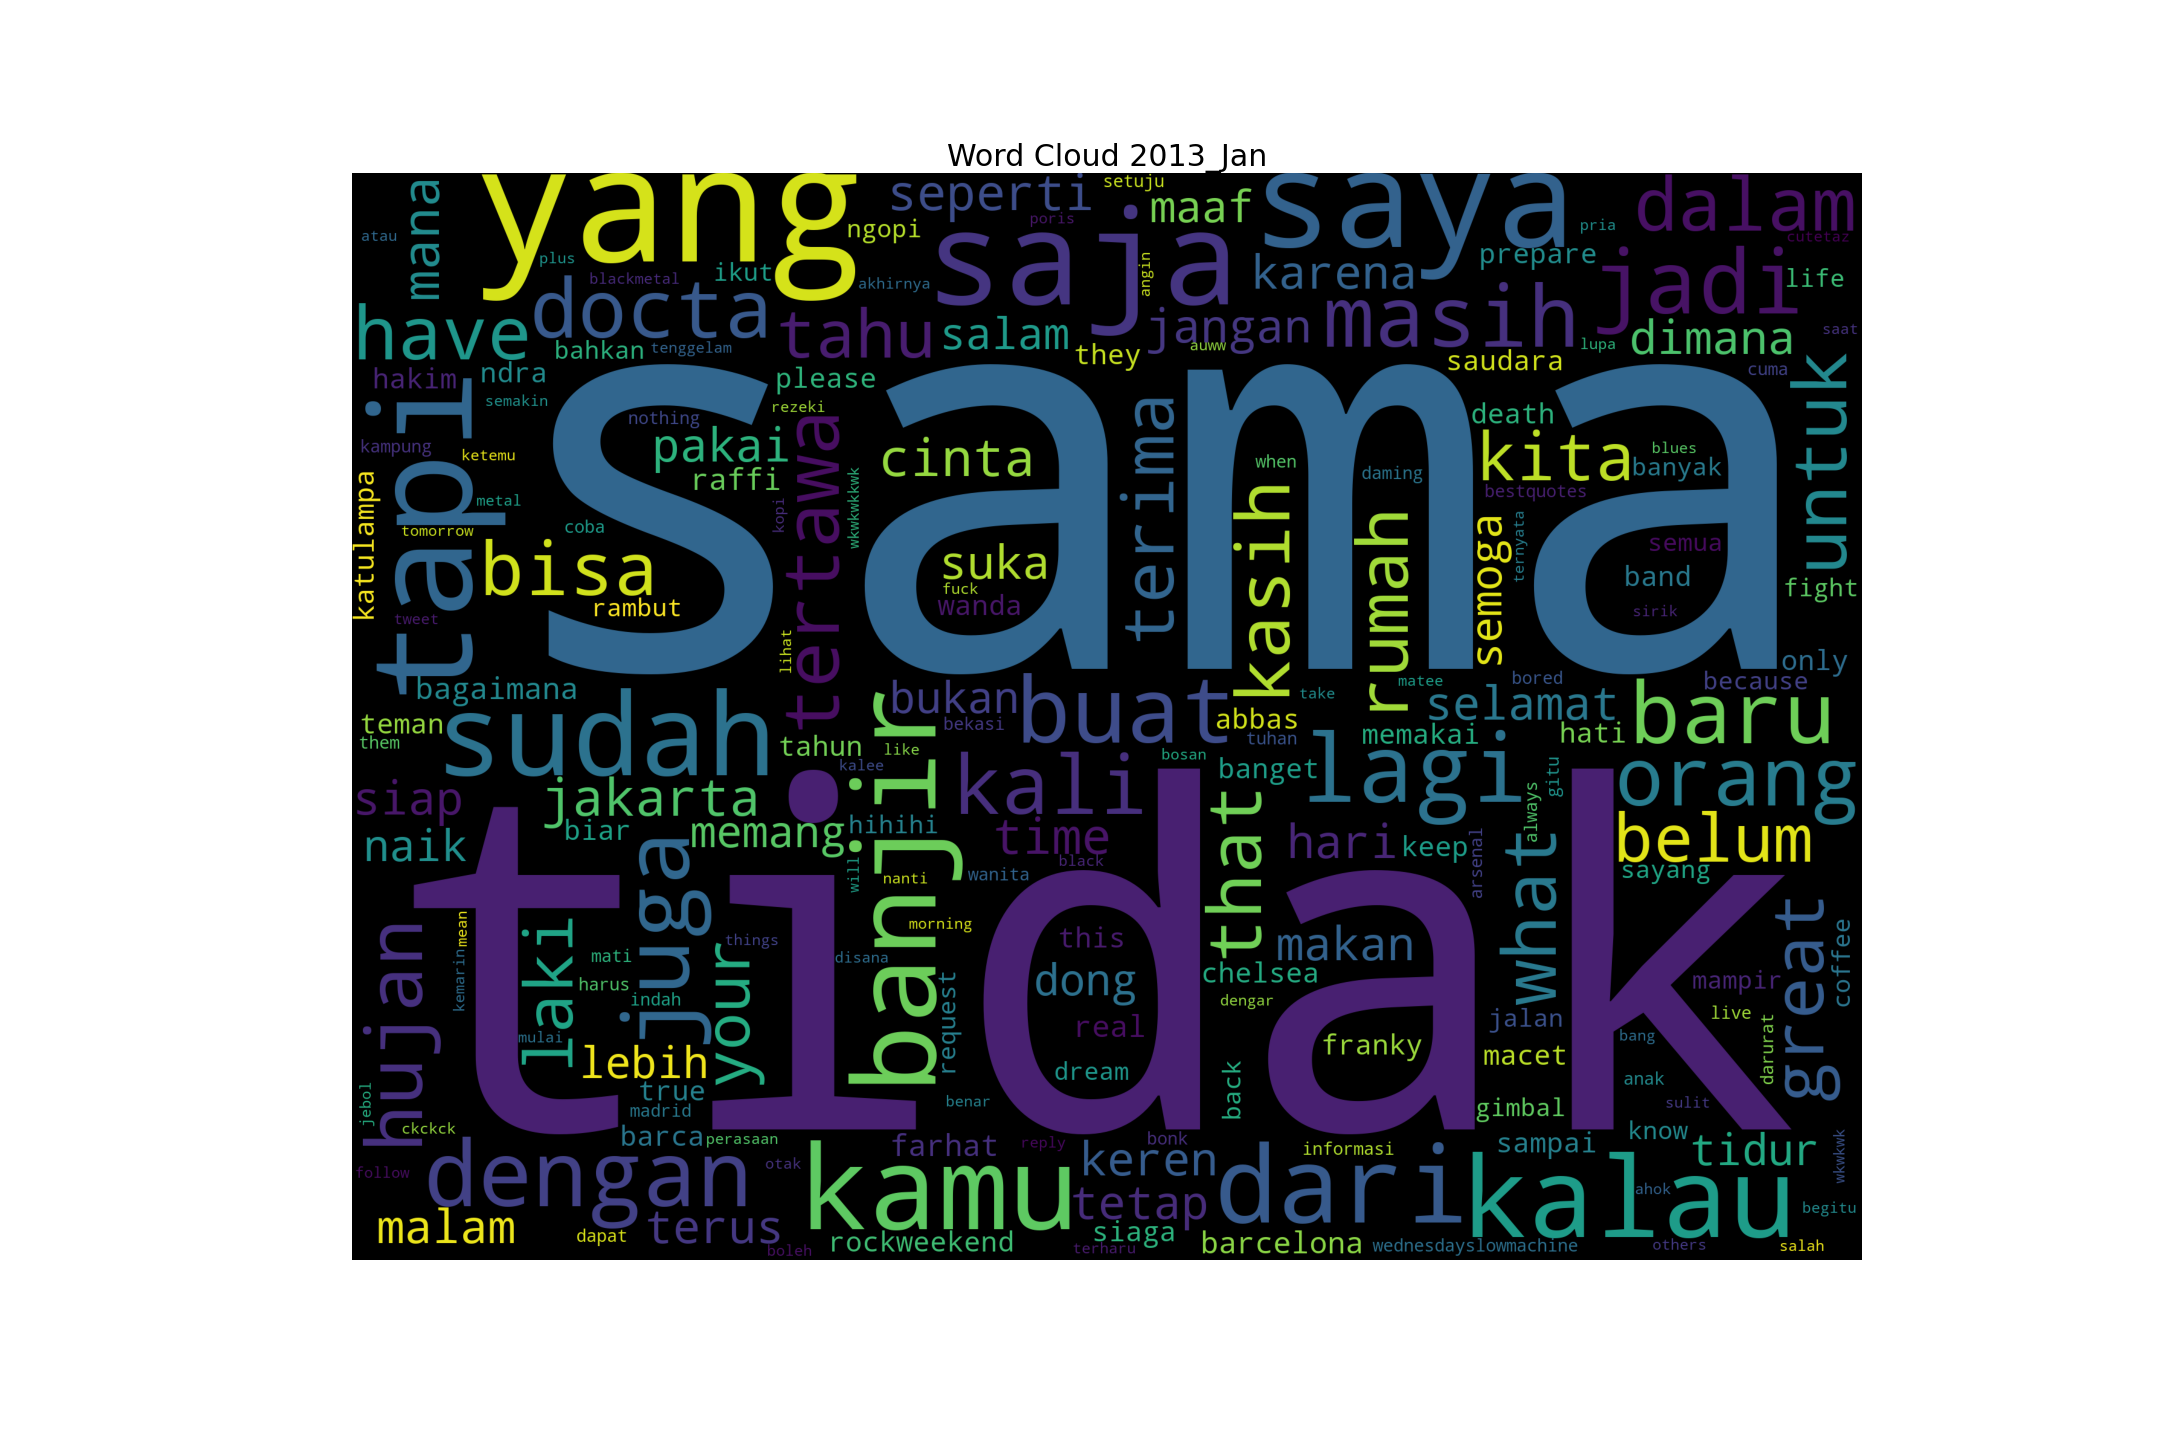 Word Cloud 2013_Jan
yang
seperti
setuju
maaf
saya
dalam
mana
atau
ngopi
poris
saja
pria
cutetaz
plus
blackmetal
ikut
akhirnya
angin
karena
prepare
jadi
life
docta
have
tahu
salam
jangan
masih
dimana
saat
bahkan
tenggelam
they
auww
saudara
lupa
cuma
hakim
ndra
please
untuk
tapi
semakin
nothing
rezeki
sama
death
kampung
ketemu
pakai
raffi
tertawa
cinta
terima
when
daming
kita
blues
banyak
bestquotes
katulampa
metal
tomorrow
coba
kopi
wkwkwkkwk
kasih
rumah
semoga
ternyata
semua
bisa
suka
fuck
wanda
band
sirik
fight
rambut
tweet
lihat
only
bagaimana
bukan
buat
take
matee
bored
because
teman
them
sudah
tahun
like
bekasi
abbas
tuhan
selamat
memakai
hati
baru
kalee
bosan
banget
lagi
gitu
orang
siap
jakarta
banjir
kali
naik
biar
memang
hihihi
time
that
hari
keep
always
arsenal
belum
sayang
tidak
juga
will
nanti
black
wanita
what
hujan
mean
kemarin
laki
mati
harus
indah
your
things
disana
morning
this
makan
great
coffee
dong
chelsea
dengar
mampir
live
request
real
jalan
mulai
lebih
franky
macet
bang
darurat
true
dream
back
anak
jebol
madrid
benar
gimbal
sulit
ckckck
barca
perasaan
farhat
reply
bonk
informasi
sampai
know
tidur
wkwkwk
follow
dengan
otak
kamu
keren
dari
kalau
ahok
begitu
tetap
malam
dapat
terus
boleh
rockweekend
siaga
terharu
barcelona
wednesdayslowmachine
others
salah